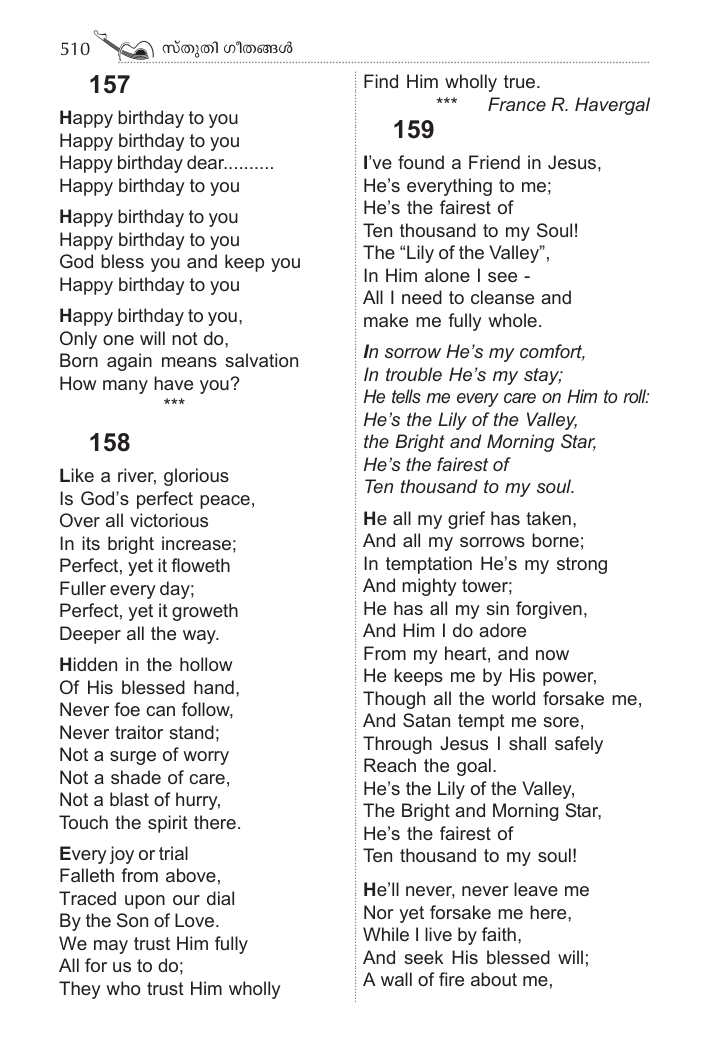 510 സ്തുതി ഗീതങ്ങൾ
157
Happy birthday to you
Happy birthday to you
Happy birthday dear..........
Happy birthday to you
Happy birthday to you
Happy birthday to you
God bless you and keep you
Happy birthday to you
Happy birthday to you,
Only one will not do,
Born again means salvation
How many have you?
***
158
Like a river, glorious
Is God's perfect peace,
Over all victorious
In its bright increase;
Perfect, yet it floweth
Fuller every day;
Perfect, yet it groweth
Deeper all the way.
Hidden in the hollow
Of His blessed hand,
Never foe can follow,
Never traitor stand;
Not a surge of worry
Not a shade of care,
Not a blast of hurry,
Touch the spirit there.
Every joy or trial
Falleth from above,
Traced upon our dial
By the Son of Love.
We may trust Him fully
All for us to do;
They who trust Him wholly
Find Him wholly true.
*** France R. Havergal
159
I've found a Friend in Jesus,
He's everything to me;
He's the fairest of
Ten thousand to my Soul!
The “Lily of the Valley”,
In Him alone I see -
All I need to cleanse and
make me fully whole.
In sorrow He's my comfort,
In trouble He's my stay;
He tells me every care on Him to roll:
He's the Lily of the Valley,
the Bright and Morning Star,
He's the fairest of
Ten thousand to my soul.
He all my grief has taken,
And all my sorrows borne;
In temptation He's my strong
And mighty tower;
He has all my sin forgiven,
And Him I do adore
From my heart, and now
He keeps me by His power,
Though all the world forsake me,
And Satan tempt me sore,
Through Jesus I shall safely
Reach the goal.
He's the Lily of the Valley,
The Bright and Morning Star,
He's the fairest of
Ten thousand to my soul!
He'll never, never leave me
Nor yet forsake me here,
While I live by faith,
And seek His blessed will;
A wall of fire about me,